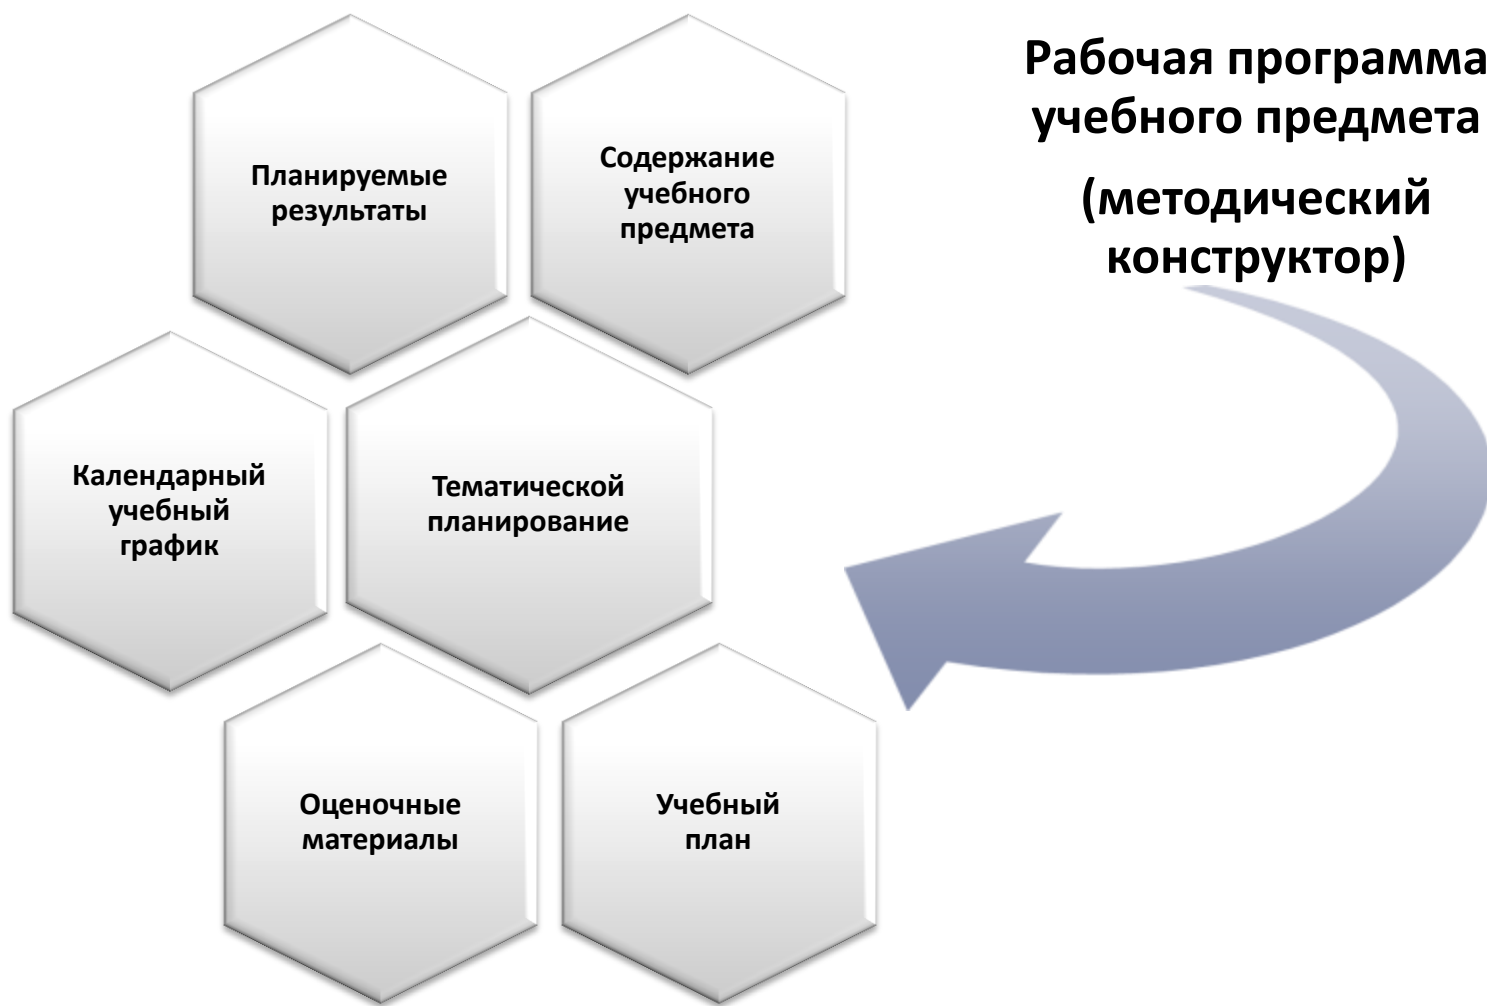 Рабочая программа
учебного предмета
(методический
конструктор)
Планируемые
результаты
Содержание
учебного
предмета
Календарный
учебный
график
Тематической
планирование
Оценочные
материалы
Учебный
план